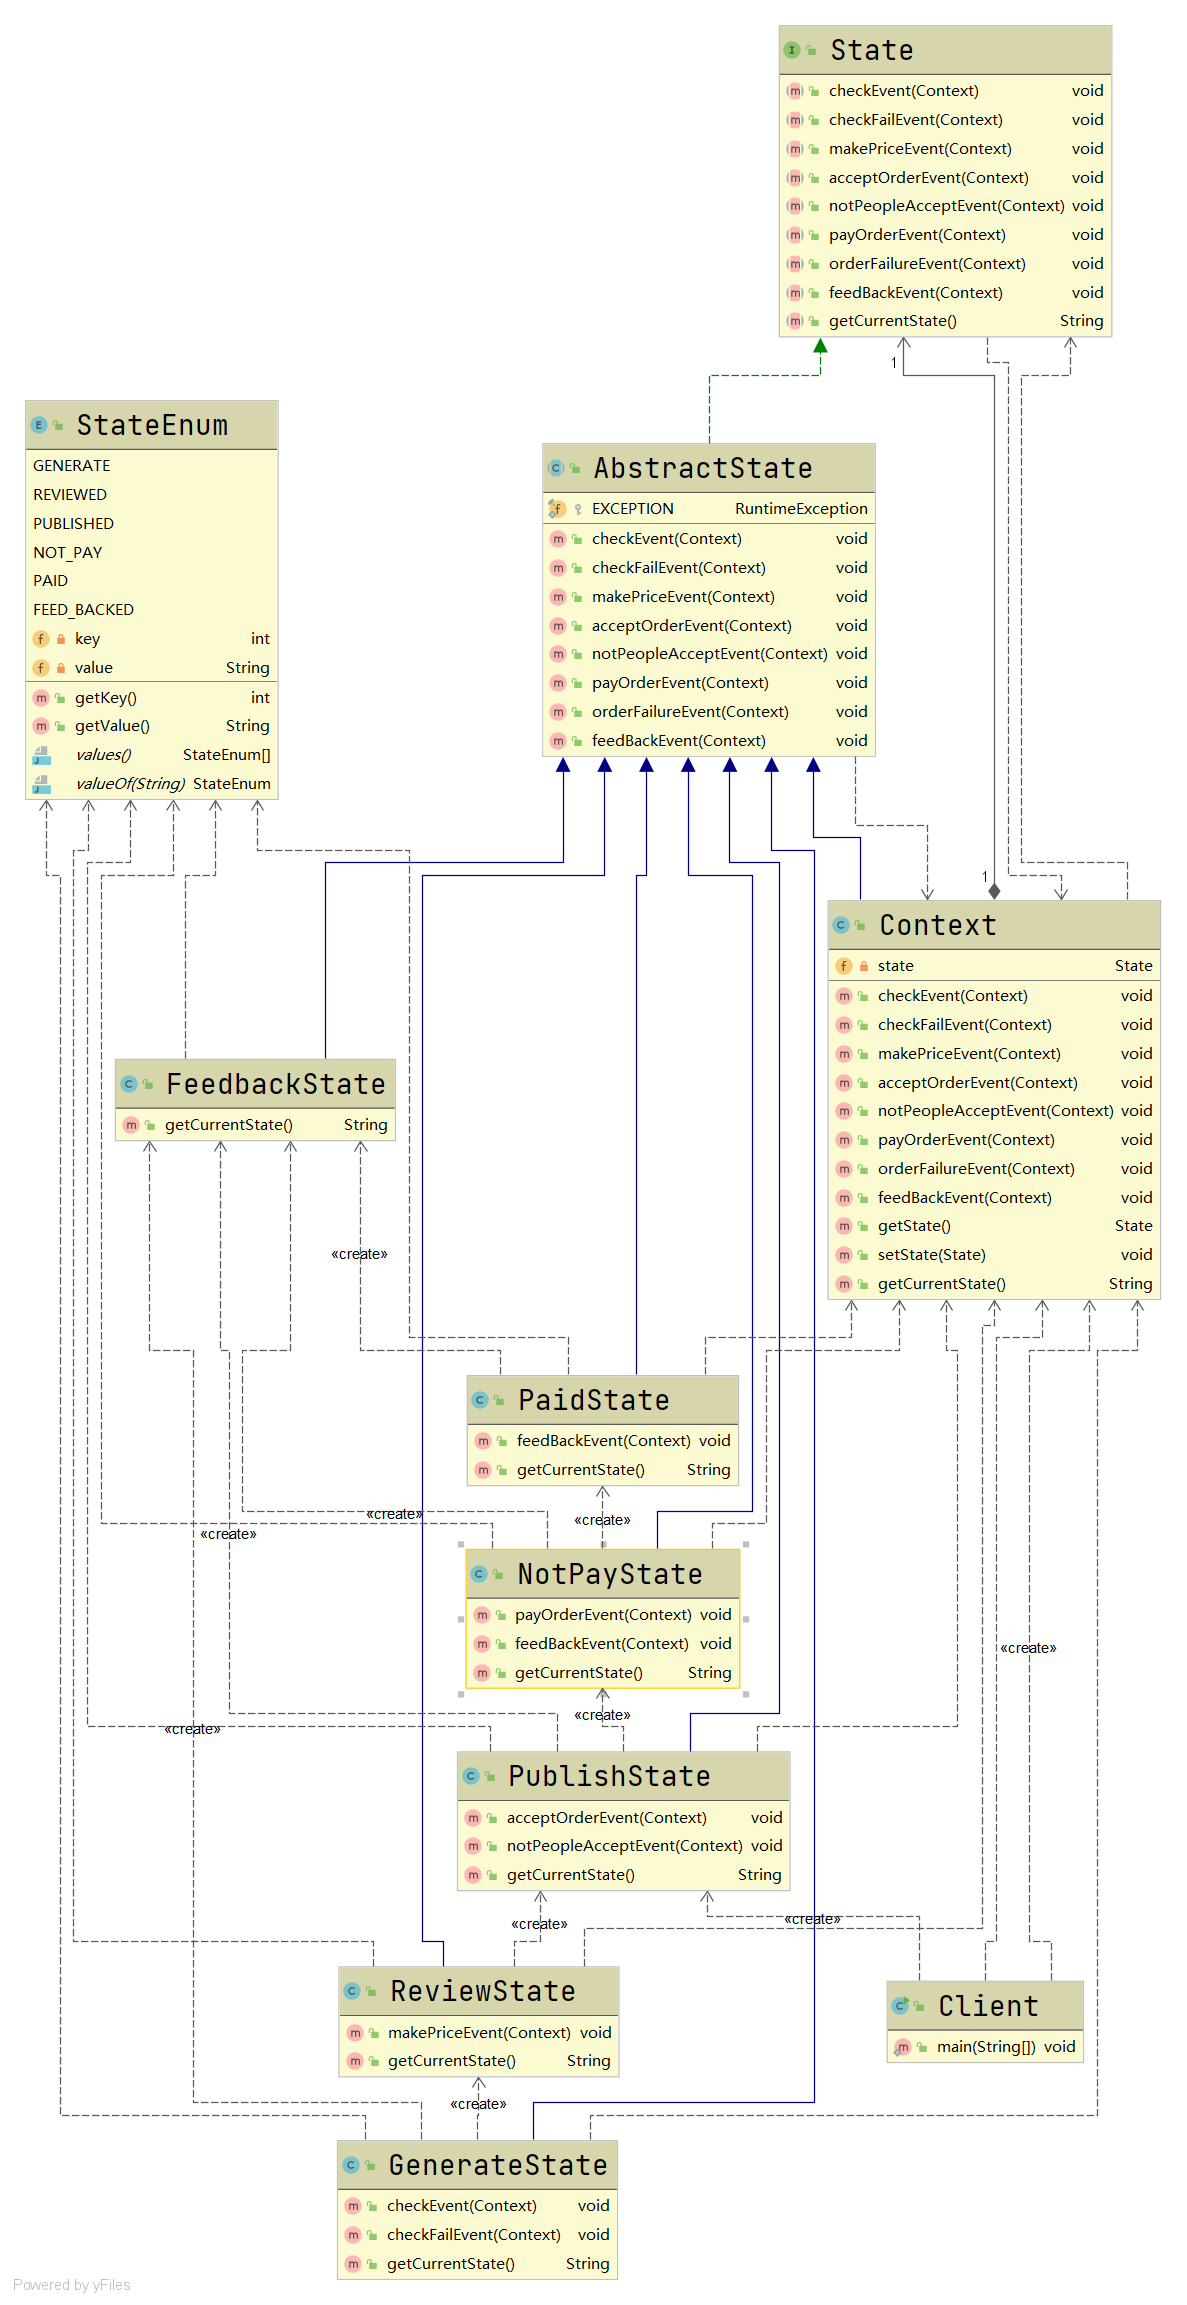 State
checkEvent(Context) void
checkFailEvent(Context) void
makePriceEvent(Context) void
acceptOrderEvent(Context) void
notPeopleAcceptEvent(Context) void
payOrderEvent(Context) void
orderFailureEvent(Context) void
feedBackEvent(Context) void
getCurrentState() String
1
StateEnum
GENERATE
REVIEWED
PUBLISHED
NOT_PAY
PAID
FEED_BACKED
key int
value String
getKey() int
getValue() String
values() StateEnum[]
valueOf(String) StateEnum
AbstractState
EXCEPTION RuntimeException
checkEvent(Context) void
checkFailEvent(Context) void
makePriceEvent(Context) void
acceptOrderEvent(Context) void
notPeopleAcceptEvent(Context) void
payOrderEvent(Context) void
orderFailureEvent(Context) void
feedBackEvent(Context) void
1
Context
state State
checkEvent(Context) void
checkFailEvent(Context) void
makePriceEvent(Context) void
acceptOrderEvent(Context) void
notPeopleAcceptEvent(Context) void
payOrderEvent(Context) void
orderFailureEvent(Context) void
feedBackEvent(Context) void
getState() State
setState(State) void
getCurrentState() String
FeedbackState
getCurrentState() String
«create»
PaidState
feedBackEvent(Context) void
getCurrentState() String
«create»
«create»
«create»
NotPayState
payOrderEvent(Context) void
feedBackEvent(Context) void
getCurrentState() String
«create»
«create»
«create»
PublishState
acceptOrderEvent(Context) void
notPeopleAcceptEvent(Context) void
getCurrentState() String
«create»
«create»
ReviewState
makePriceEvent(Context) void
getCurrentState() String
Client
main(String[]) void
«create»
GenerateState
checkEvent(Context) void
checkFailEvent(Context) void
getCurrentState() String
Powered by yFiles